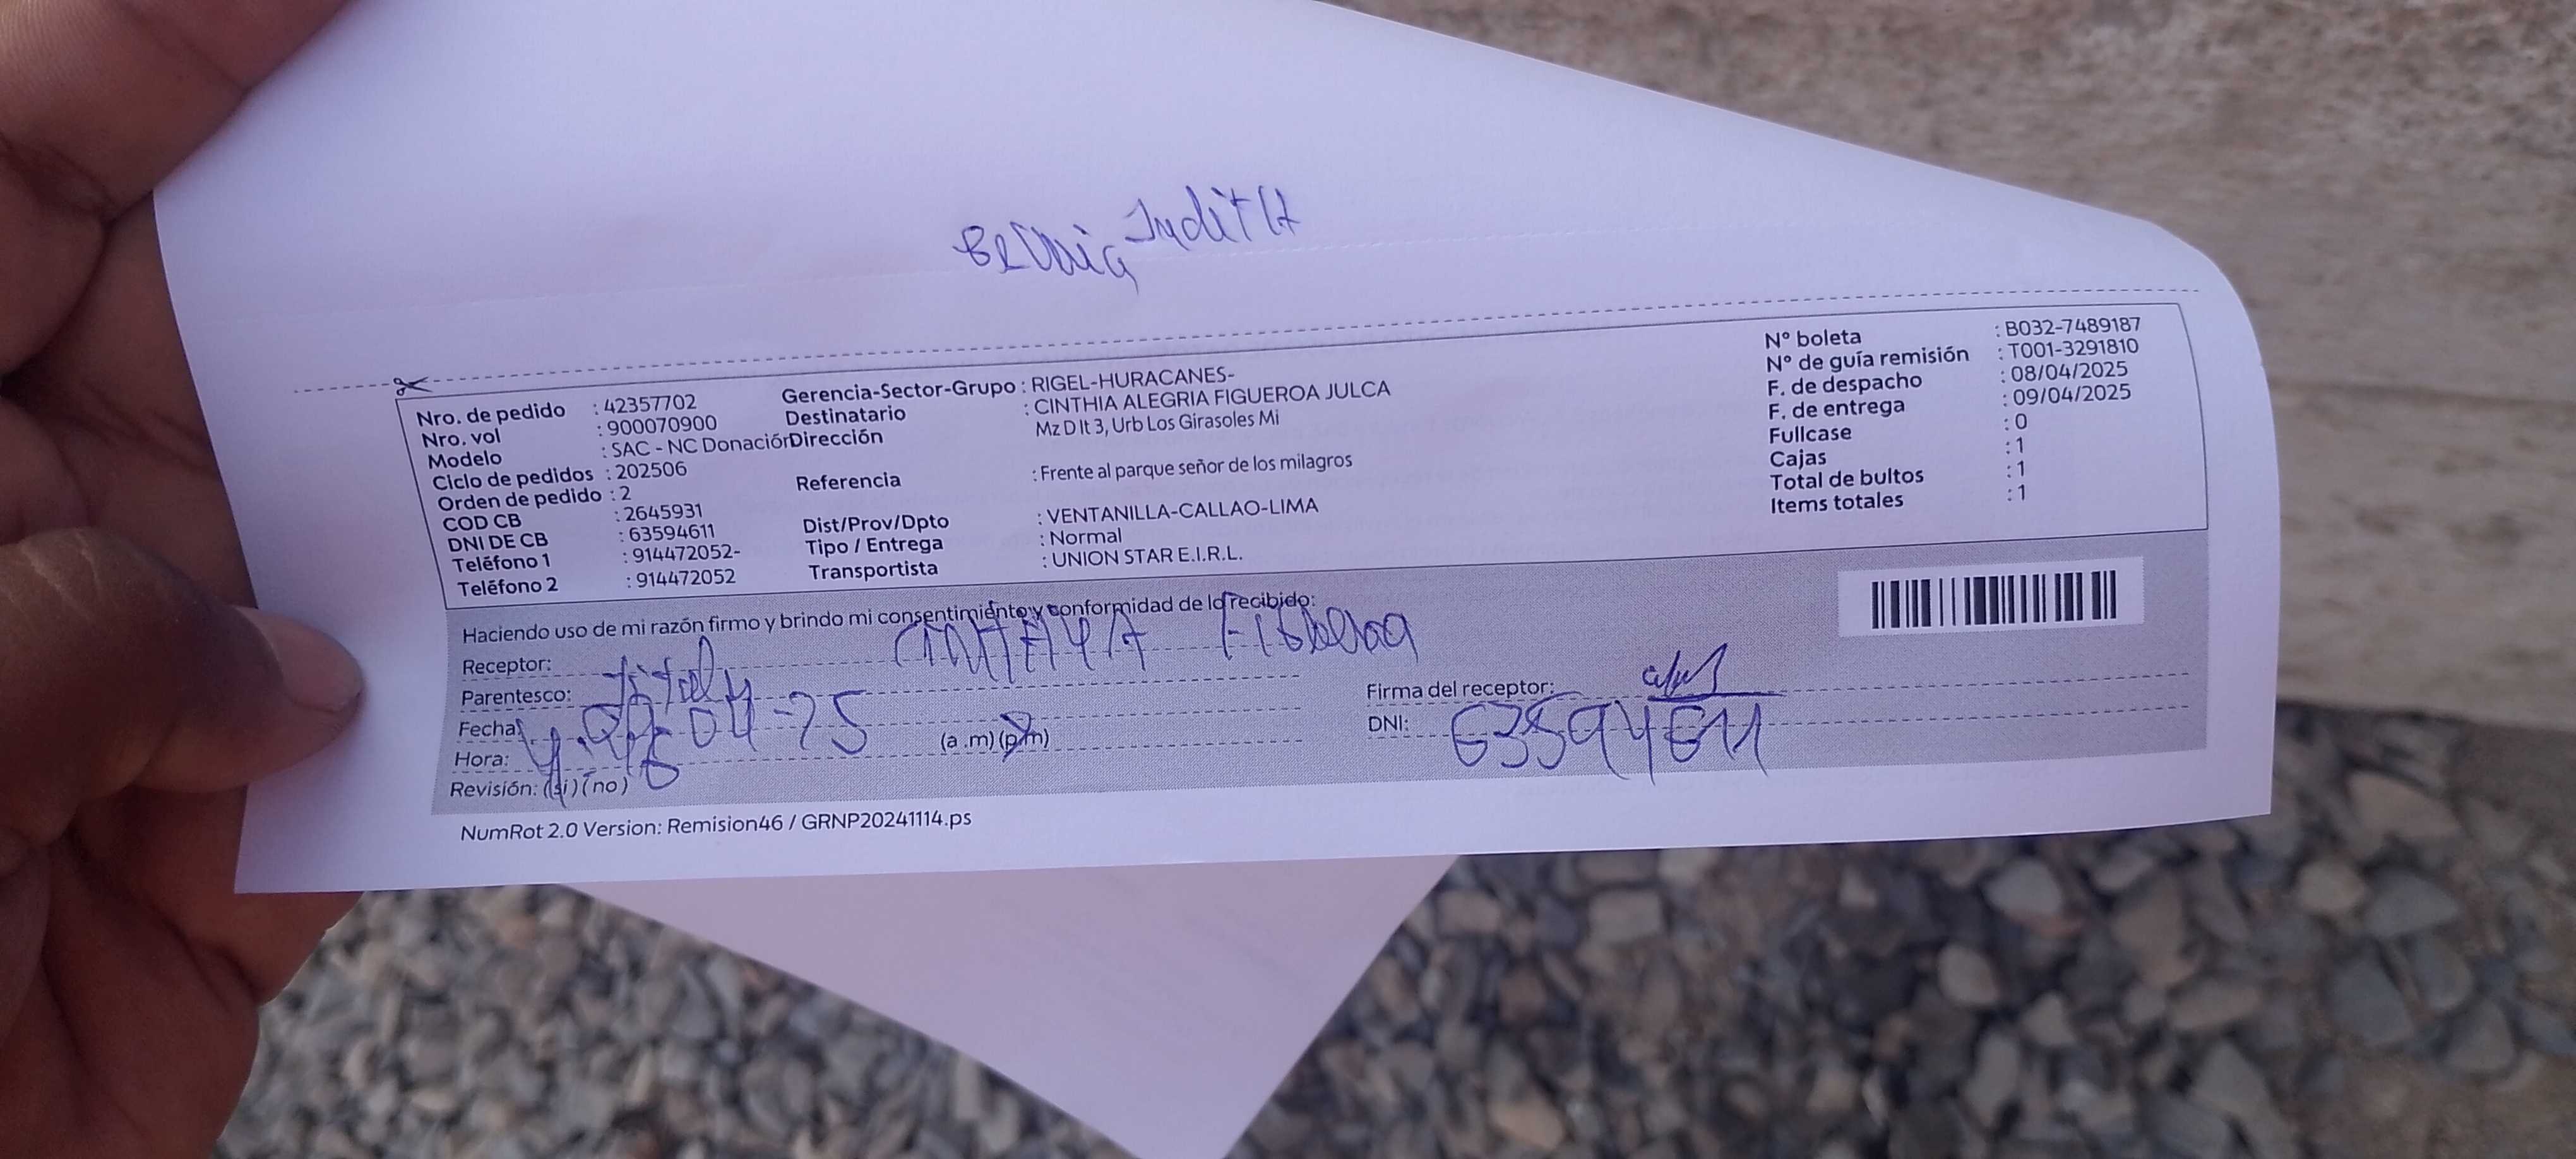 Judith
Nro. de pedido : 42357702
Nro. vol : 900070900
Modelo : SAC - NC Donación
Ciclo de pedidos : 202506
Orden de pedido : 2
COD CB : 2645931
DNI DE CB : 63594611
Teléfono 1 : 914472052-
Teléfono 2 : 914472052
Gerencia-Sector-Grupo : RIGEL-HURACANES-
Destinatario : CINTHIA ALEGRIA FIGUEROA JULCA
Dirección Mz D lt 3, Urb Los Girasoles Mi
Referencia : Frente al parque señor de los milagros
Dist/Prov/Dpto : VENTANILLA-CALLAO-LIMA
Tipo / Entrega : Normal
Transportista : UNION STAR E.I.R.L.
N° boleta : B032-7489187
N° de guía remisión : T001-3291810
F. de despacho : 08/04/2025
F. de entrega : 09/04/2025
Fullcase : 0
Cajas : 1
Total de bultos : 1
Items totales : 1
Haciendo uso de mi razón firmo y brindo mi consentimiento y conformidad de lo recibido:
Receptor:
Parentesco:
Fecha: 09-04-25
Hora: (a .m) (p.m)
Revisión: (si) (no)
Firma del receptor:
DNI: 63594611
NumRot 2.0 Version: Remision46 / GRNP20241114.ps